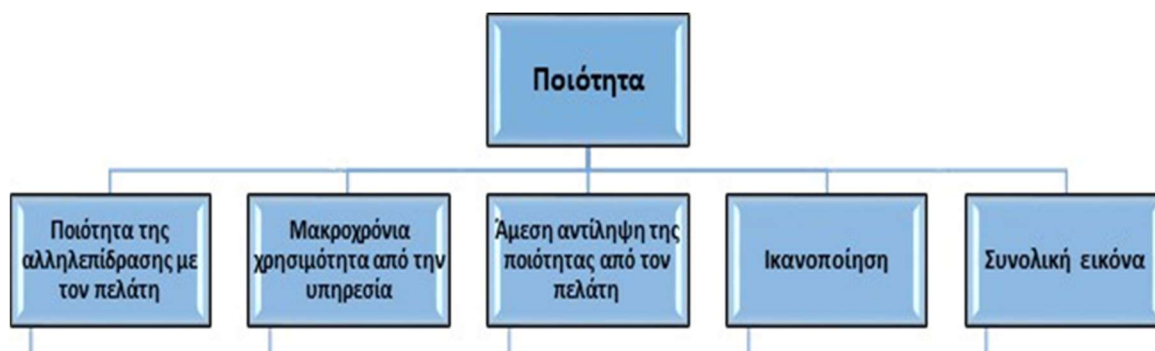 Ποιότητα
Ποιότητα της
αλληλεπίδρασης με
τον πελάτη
Μακροχρόνια
χρησιμότητα από την
υπηρεσία
Άμεση αντίληψη της
ποιότητας από τον
πελάτη
Ικανοποίηση
Συνολική εικόνα